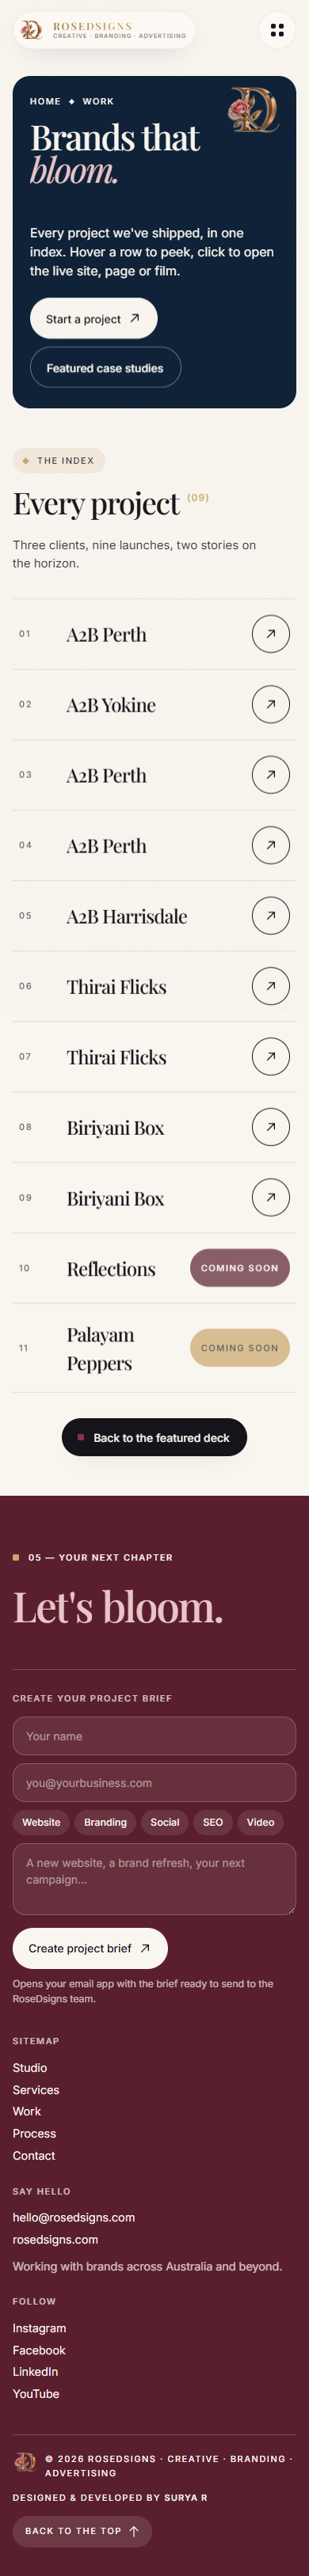 ROSEDSIGNS
CREATIVE · BRANDING · ADVERTISING
HOME ◆ WORK
Brands that
bloom.
Every project we've shipped, in one
index. Hover a row to peek, click to open
the live site, page or film.
Start a project
Featured case studies
THE INDEX
Every project (09)
Three clients, nine launches, two stories on
the horizon.
01 A2B Perth
02 A2B Yokine
03 A2B Perth
04 A2B Perth
05 A2B Harrisdale
06 Thirai Flicks
07 Thirai Flicks
08 Biriyani Box
09 Biriyani Box
10 Reflections COMING SOON
11 Palayam
Peppers COMING SOON
Back to the featured deck
05 — YOUR NEXT CHAPTER
Let's bloom.
CREATE YOUR PROJECT BRIEF
Your name
you@yourbusiness.com
Website Branding Social SEO Video
A new website, a brand refresh, your next
campaign...
Create project brief
Opens your email app with the brief ready to send to the
RoseDsigns team.
SITEMAP
Studio
Services
Work
Process
Contact
SAY HELLO
hello@rosedsigns.com
rosedsigns.com
Working with brands across Australia and beyond.
FOLLOW
Instagram
Facebook
LinkedIn
YouTube
© 2026 ROSEDSIGNS · CREATIVE · BRANDING ·
ADVERTISING
DESIGNED & DEVELOPED BY SURYA R
BACK TO THE TOP